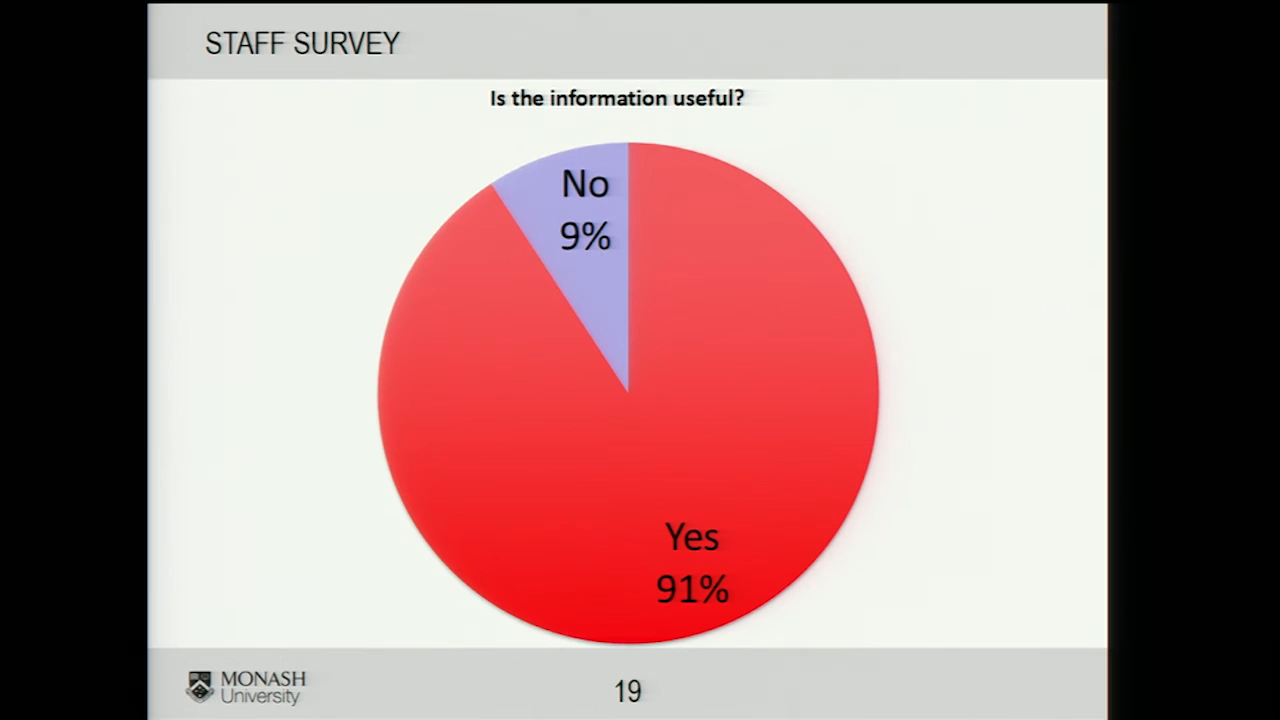 STAFF SURVEY
Is the information useful?
No
9%
Yes
91%
MONASH
University
19